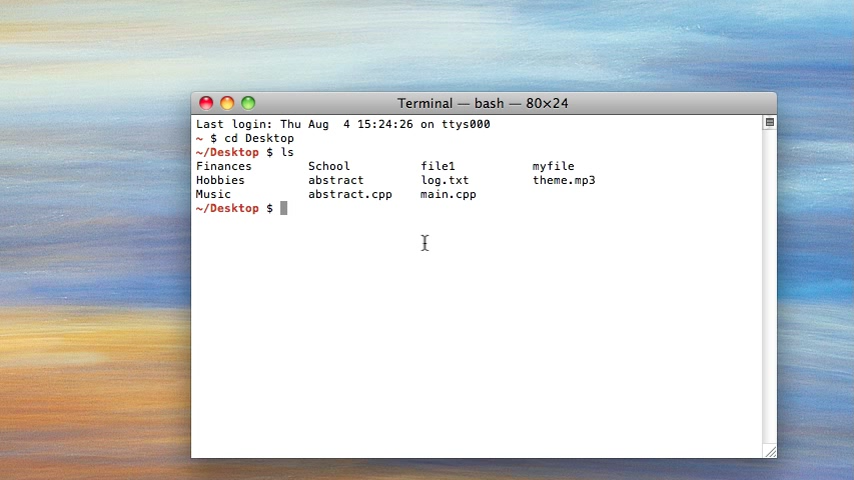 Terminal — bash — 80×24
Last login: Thu Aug  4 15:24:26 on ttys000
~ $ cd Desktop
~/Desktop $ ls
Finances        School          file1           myfile
Hobbies         abstract        log.txt         theme.mp3
Music           abstract.cpp    main.cpp
~/Desktop $